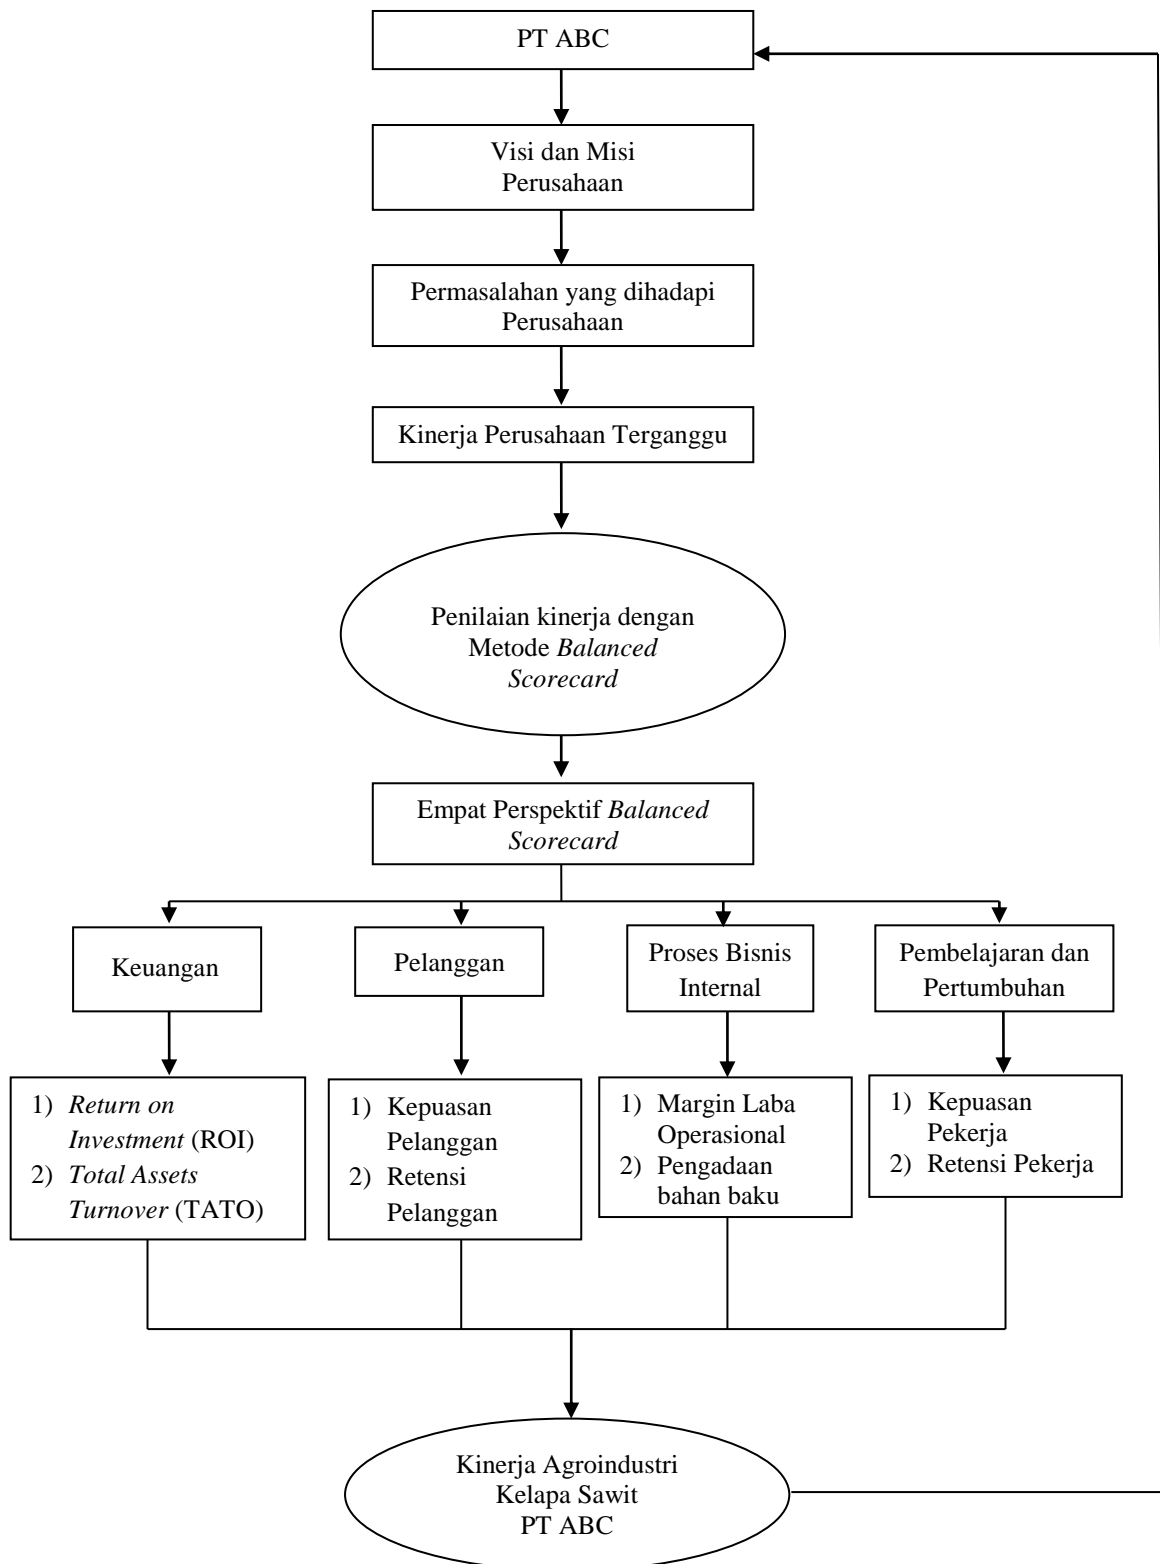 PT ABC
Visi dan Misi
Perusahaan
Permasalahan yang dihadapi
Perusahaan
Kinerja Perusahaan Terganggu
Penilaian kinerja dengan
Metode Balanced
Scorecard
Empat Perspektif Balanced
Scorecard
Keuangan
Pelanggan
Proses Bisnis
Internal
Pembelajaran dan
Pertumbuhan
1) Return on
Investment (ROI)
2) Total Assets
Turnover (TATO)
1) Kepuasan
Pelanggan
2) Retensi
Pelanggan
1) Margin Laba
Operasional
2) Pengadaan
bahan baku
1) Kepuasan
Pekerja
2) Retensi Pekerja
Kinerja Agroindustri
Kelapa Sawit
PT ABC